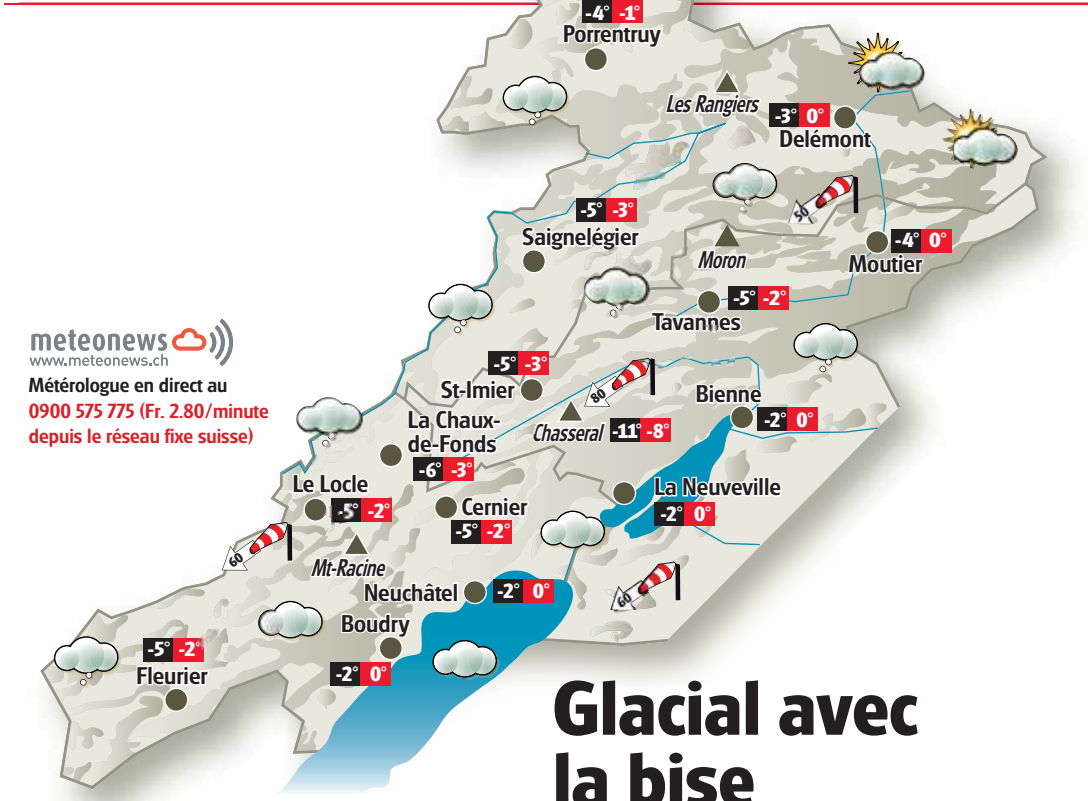 -4° -1°
Porrentruy
Les Rangiers
-3° 0°
Delémont
50
-5° -3°
Saignelégier
Moron
-4° 0°
Moutier
-5° -2°
Tavannes
meteonews
www.meteonews.ch
Météorologue en direct au
0900 575 775 (Fr. 2.80/minute
depuis le réseau fixe suisse)
-5° -3°
St-Imier
80
Chasseral -11° -8°
Bienne
-2° 0°
La Chaux-
de-Fonds
-6° -3°
Le Locle
-5° -2°
Cernier
-5° -2°
La Neuveville
-2° 0°
60
Mt-Racine
Neuchâtel -2° 0°
60
Boudry
-2° 0°
-5° -2°
Fleurier
Glacial avec
la bise